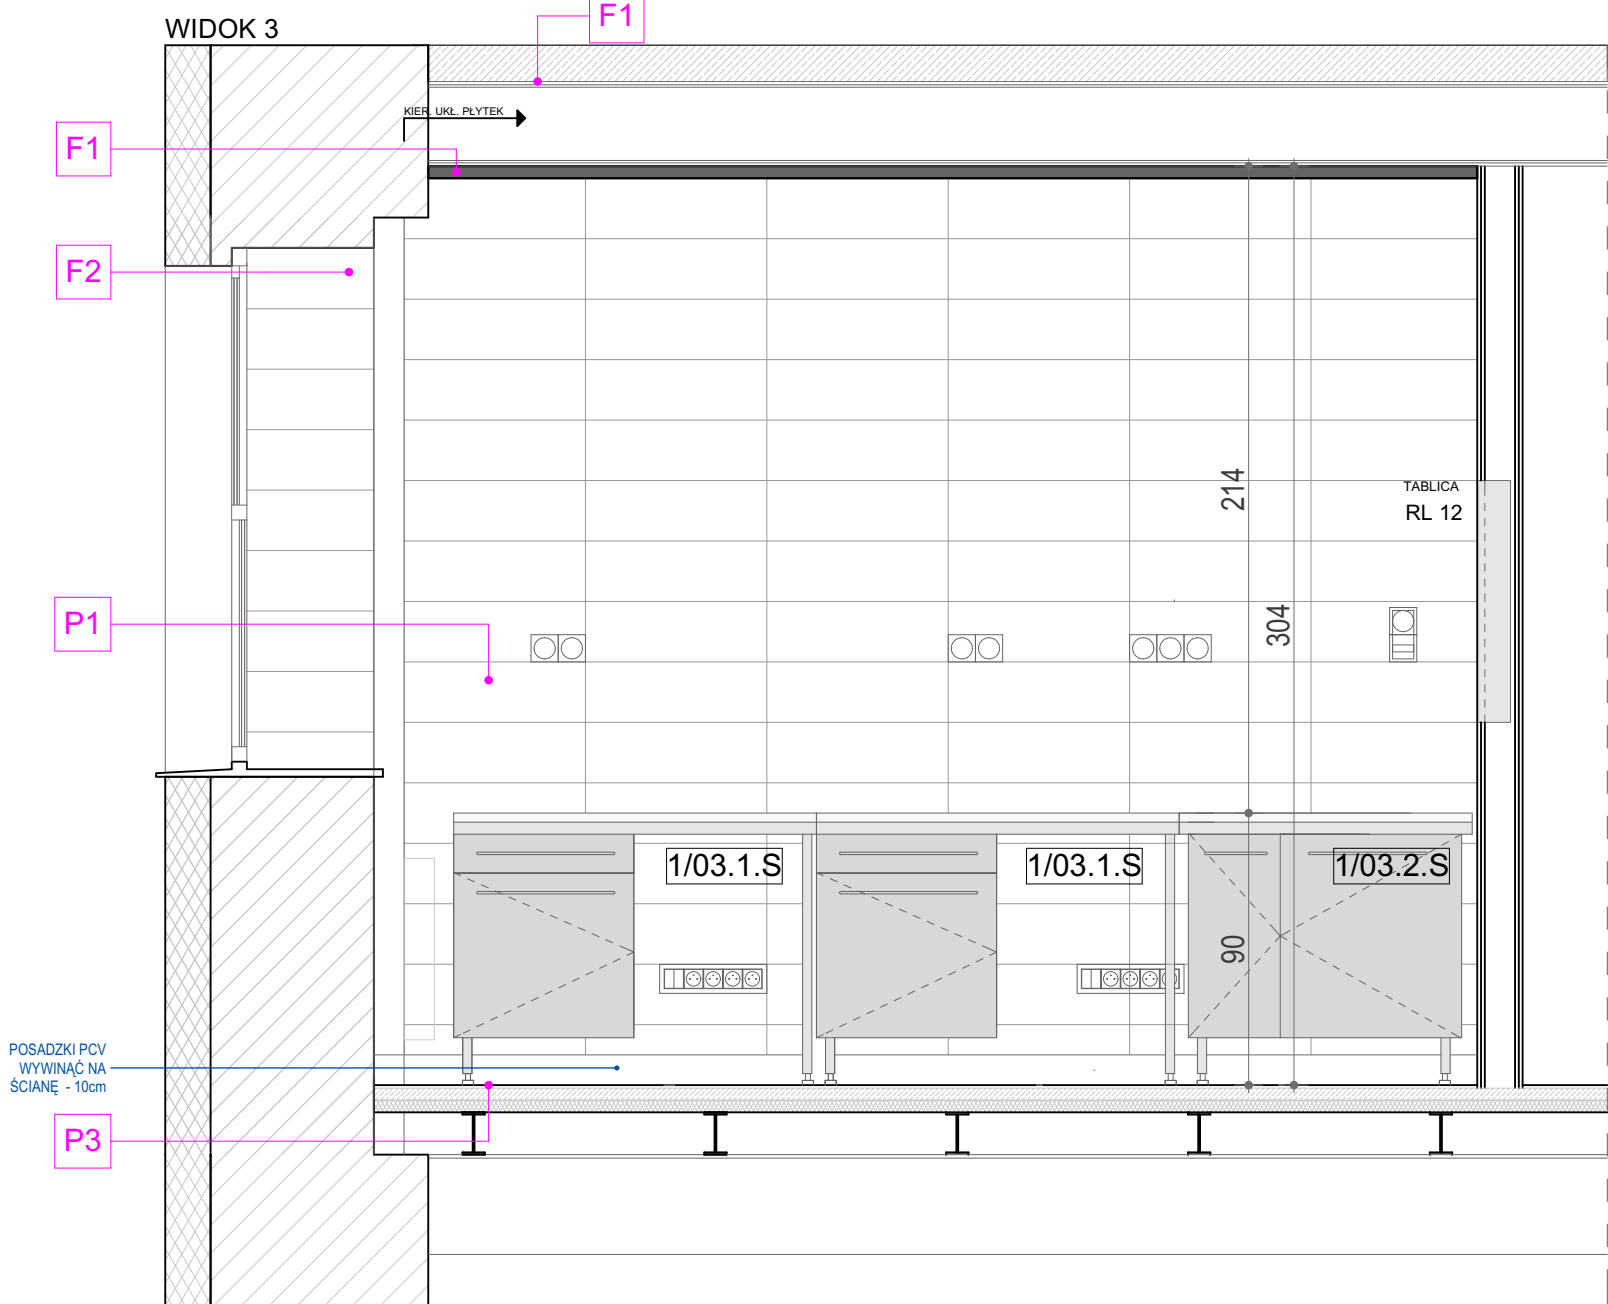 WIDOK 3
F1
KIER. UKŁ. PŁYTEK
F1
F2
214
TABLICA
RL 12
P1
304
1/03.1.S
1/03.1.S
1/03.2.S
90
POSADZKI PCV
WYWINĄĆ NA
ŚCIANĘ - 10cm
P3